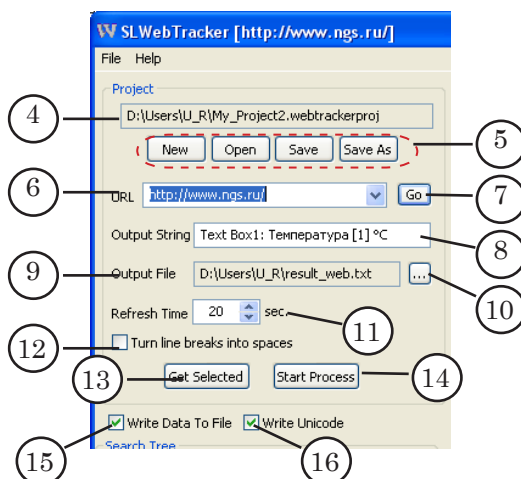 SLWebTracker [http://www.ngs.ru/]
File Help
Project
4 D:\Users\U_R\My_Project2.webtrackerproj
New Open Save Save As 5
6 URL http://www.ngs.ru/ Go 7
Output String Text Box1: Температура [1] °C 8
9 Output File D:\Users\U_R\result_web.txt ... 10
Refresh Time 20 sec. 11
12 Turn line breaks into spaces
13 Get Selected Start Process 14
Write Data To File Write Unicode
15 Search Tree 16